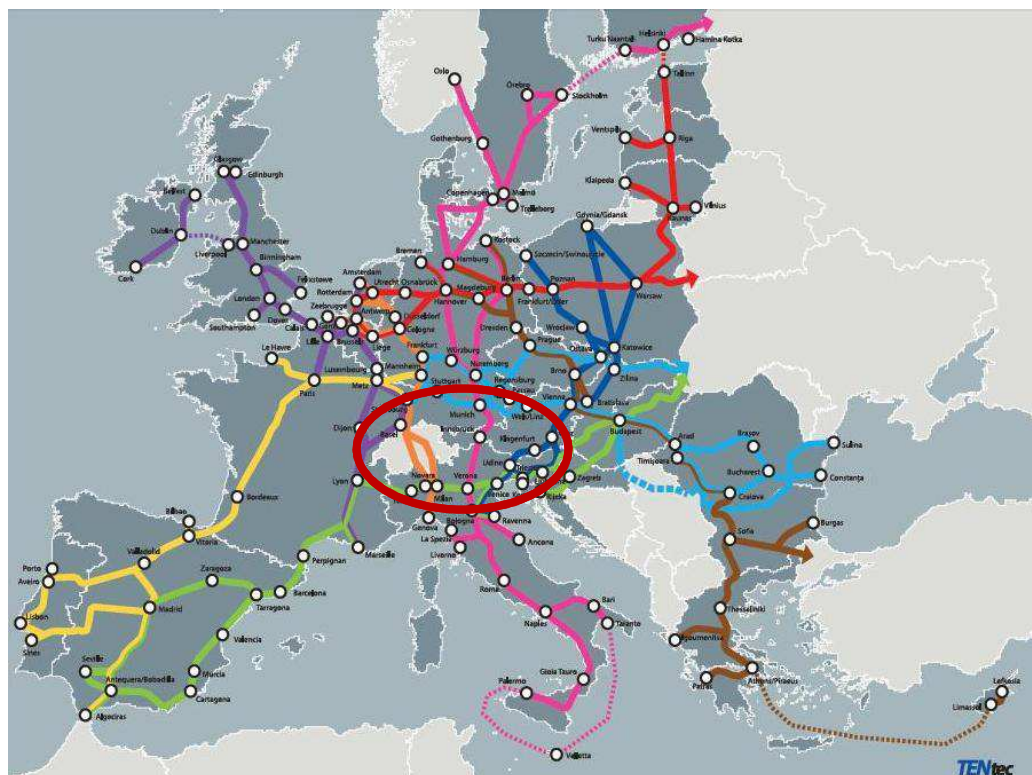 Helsinki
Turku Naantali
Hamina Kotka
Oslo
Örebro
Tallinn
Stockholm
Ventspils
Riga
Gothenburg
Glasgow
Edinburgh
Klaipeda
Vilnius
Belfast
Copenhagen
Malmö
Trelleborg
Kaunas
Gdynia/Gdansk
Dublin
Rostock
Manchester
Liverpool
Bremen
Szczecin/Swinoujscie
Birmingham
Hamburg
Cork
Felixstowe
Amsterdam
Utrecht
Osnabrück
Magdeburg
Berlin
Poznan
London
Rotterdam
Hannover
Frankfurt/Oder
Warsaw
Zeebrugge
Antwerp
Düsseldorf
Dover
Southampton
Calais
Cologne
Dresden
Wroclaw
Lille
Brussels
Liège
Prague
Katowice
Ostrava
Le Havre
Frankfurt
Würzburg
Nuremberg
Luxembourg
Mannheim
Brno
Žilina
Paris
Metz
Stuttgart
Regensburg
Passau
Vienna
Wels/Linz
Bratislava
Munich
Dijon
Basel
Innsbruck
Klagenfurt
Budapest
Arad
Brașov
Sulina
Udine
Timișoara
Lyon
Novara
Verona
Zagreb
Bucharest
Constanța
Milan
Venice
Rijeka
Craiova
Bordeaux
Genova
Bologna
Ravenna
Bilbao
Sofia
Burgas
La Spezia
Vitoria
Ancona
Livorno
Marseille
Valladolid
Perpignan
Porto
Zaragoza
Aveiro
Roma
Barcelona
Madrid
Tarragona
Bari
Thessaloniki
Lisbon
Naples
Taranto
Valencia
Sines
Igoumenitsa
Seville
Murcia
Gioia Tauro
Athens/Piraeus
Antequera/Bobadilla
Patras
Palermo
Lefkosia
Cartagena
Limassol
Algeciras
Valletta
TENtec